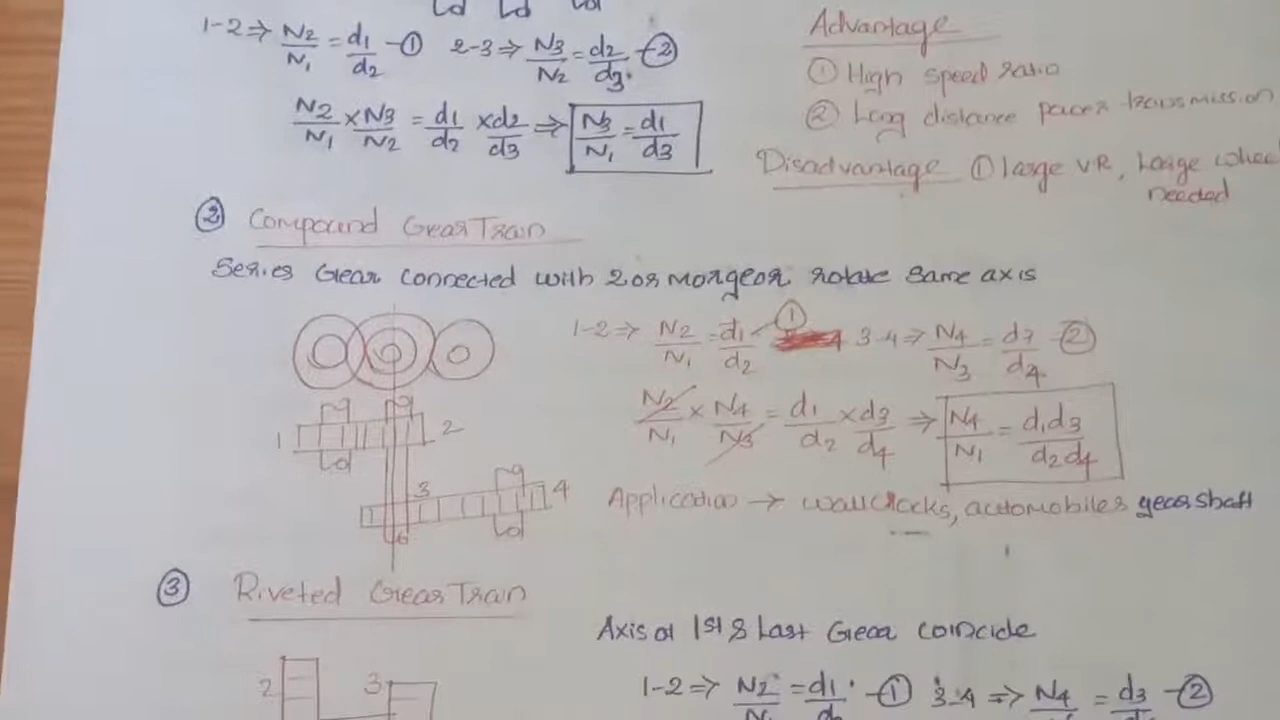 1-2 ⇒ N2/N1 = d1/d2 -① 2-3 ⇒ N3/N2 = d2/d3 -②
N2/N1 × N3/N2 = d1/d2 × d2/d3 ⇒ N3/N1 = d1/d3
Advantage
① High speed ratio
② Long distance power transmission
Disadvantage ① large VR, Large wheel
needed
② Compound Gear Train
Series Gear connected with 2 or morgeor rotate same axis
1-2 ⇒ N2/N1 = d1/d2 ① 3-4 ⇒ N4/N3 = d3/d4 ②
N2/N1 × N4/N3 = d1/d2 × d3/d4 ⇒ N4/N1 = d1d3/d2d4
1 2
3 4
Application → wall clocks, automobiles gear shaft
③ Riveted Gear Train
Axis of 1st & Last Gear coincide
2 3
1-2 ⇒ N2/N1 = d1/d2 -① 3-4 ⇒ N4 = d3 -②